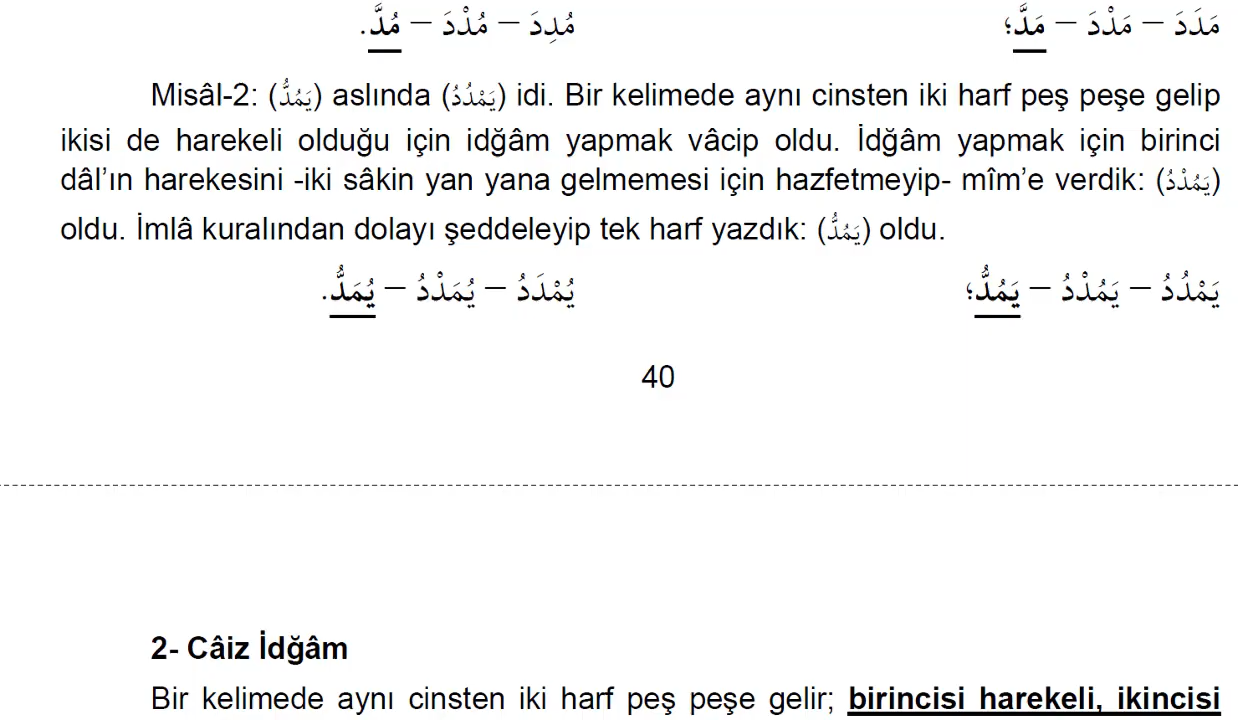 مَدَدَ – مَدْدَ – مَدَّ؛ مُدِدَ – مُدْدَ – مُدَّ.
Misâl-2: (يَمُدُّ) aslında (يَمْدُدُ) idi. Bir kelimede aynı cinsten iki harf peş peşe gelip
ikisi de harekeli olduğu için idğâm yapmak vâcip oldu. İdğâm yapmak için birinci
dâl’ın harekesini -iki sâkin yan yana gelmemesi için hazfetmeyip- mîm’e verdik: (يَمُدْدُ)
oldu. İmlâ kuralından dolayı şeddeleyip tek harf yazdık: (يَمُدُّ) oldu.
يَمْدُدُ – يَمُدْدُ – يَمُدُّ؛ يُمْدَدُ – يُمَدْدُ – يُمَدُّ.
40
2- Câiz İdğâm
Bir kelimede aynı cinsten iki harf peş peşe gelir; birincisi harekeli, ikincisi